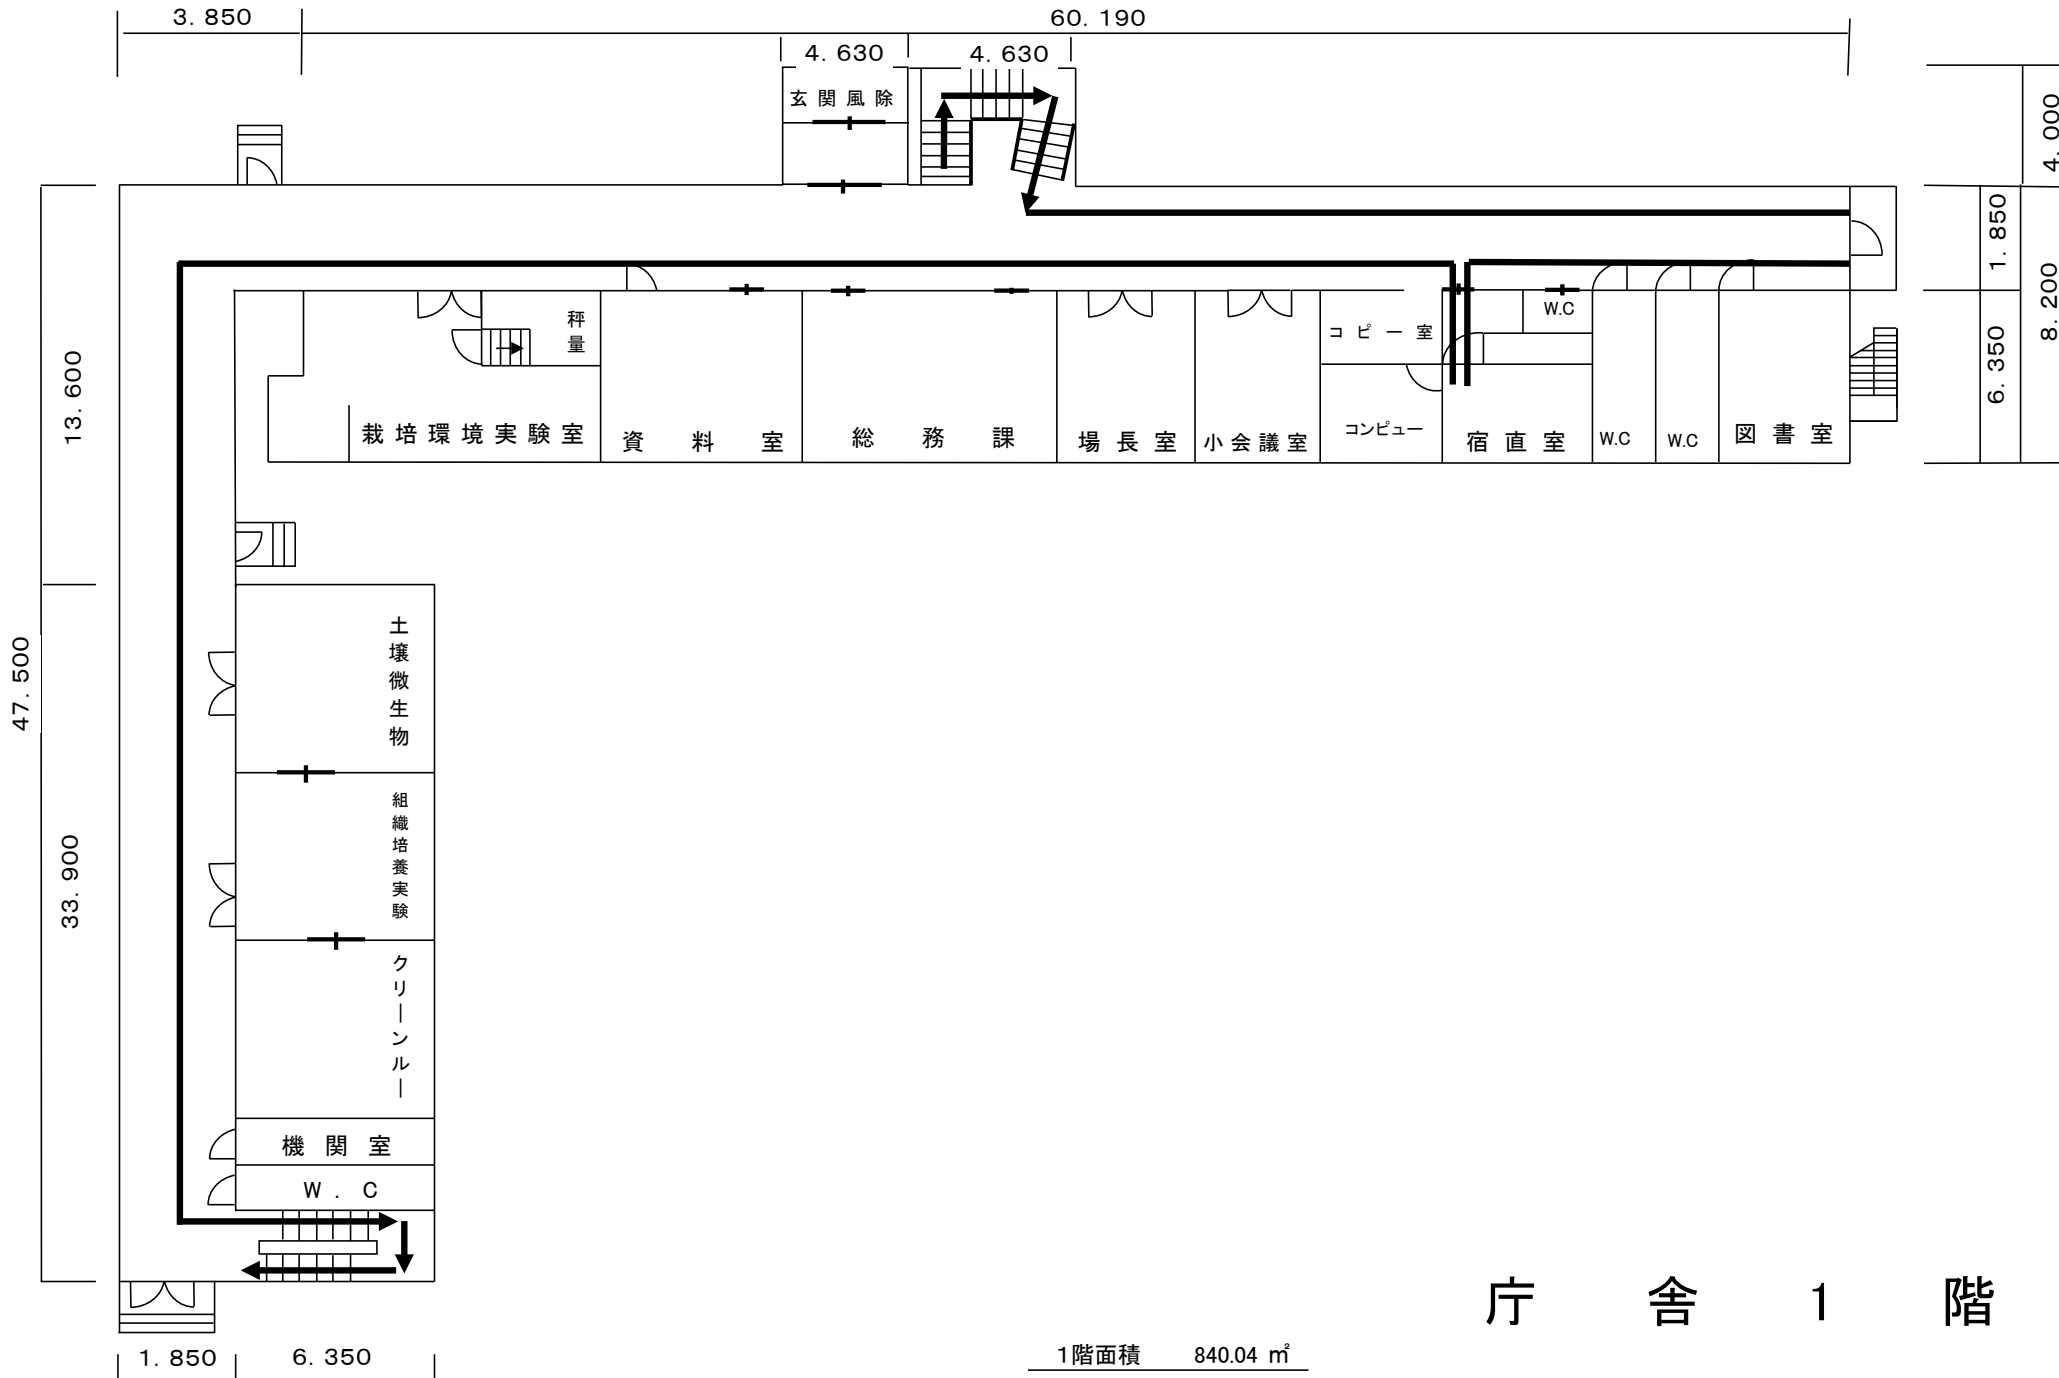 3.850
60.190
4.630
4.630
玄関風除
4.000
1.850
8.200
6.350
13.600
47.500
33.900
秤量
W.C
コピー室
栽培環境実験室
資料室
総務課
場長室
小会議室
コンピュー
宿直室
W.C
W.C
図書室
土壌微生物
組織培養実験
クリーンルー
機関室
W.C
庁舎1階
1.850
6.350
1階面積 840.04 ㎡